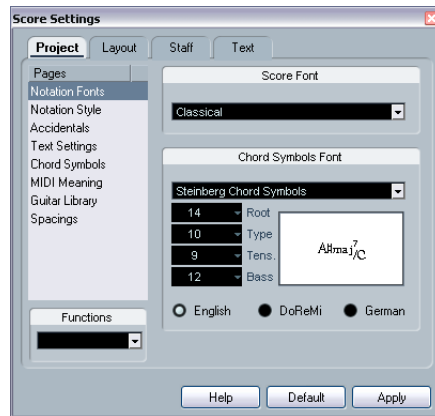 Score Settings
Project Layout Staff Text
Pages
Notation Fonts
Notation Style
Accidentals
Text Settings
Chord Symbols
MIDI Meaning
Guitar Library
Spacings
Functions
Score Font
Classical
Chord Symbols Font
Steinberg Chord Symbols
14 Root
10 Type
9 Tens.
12 Bass
A#maj7/C
English DoReMi German
Help Default Apply